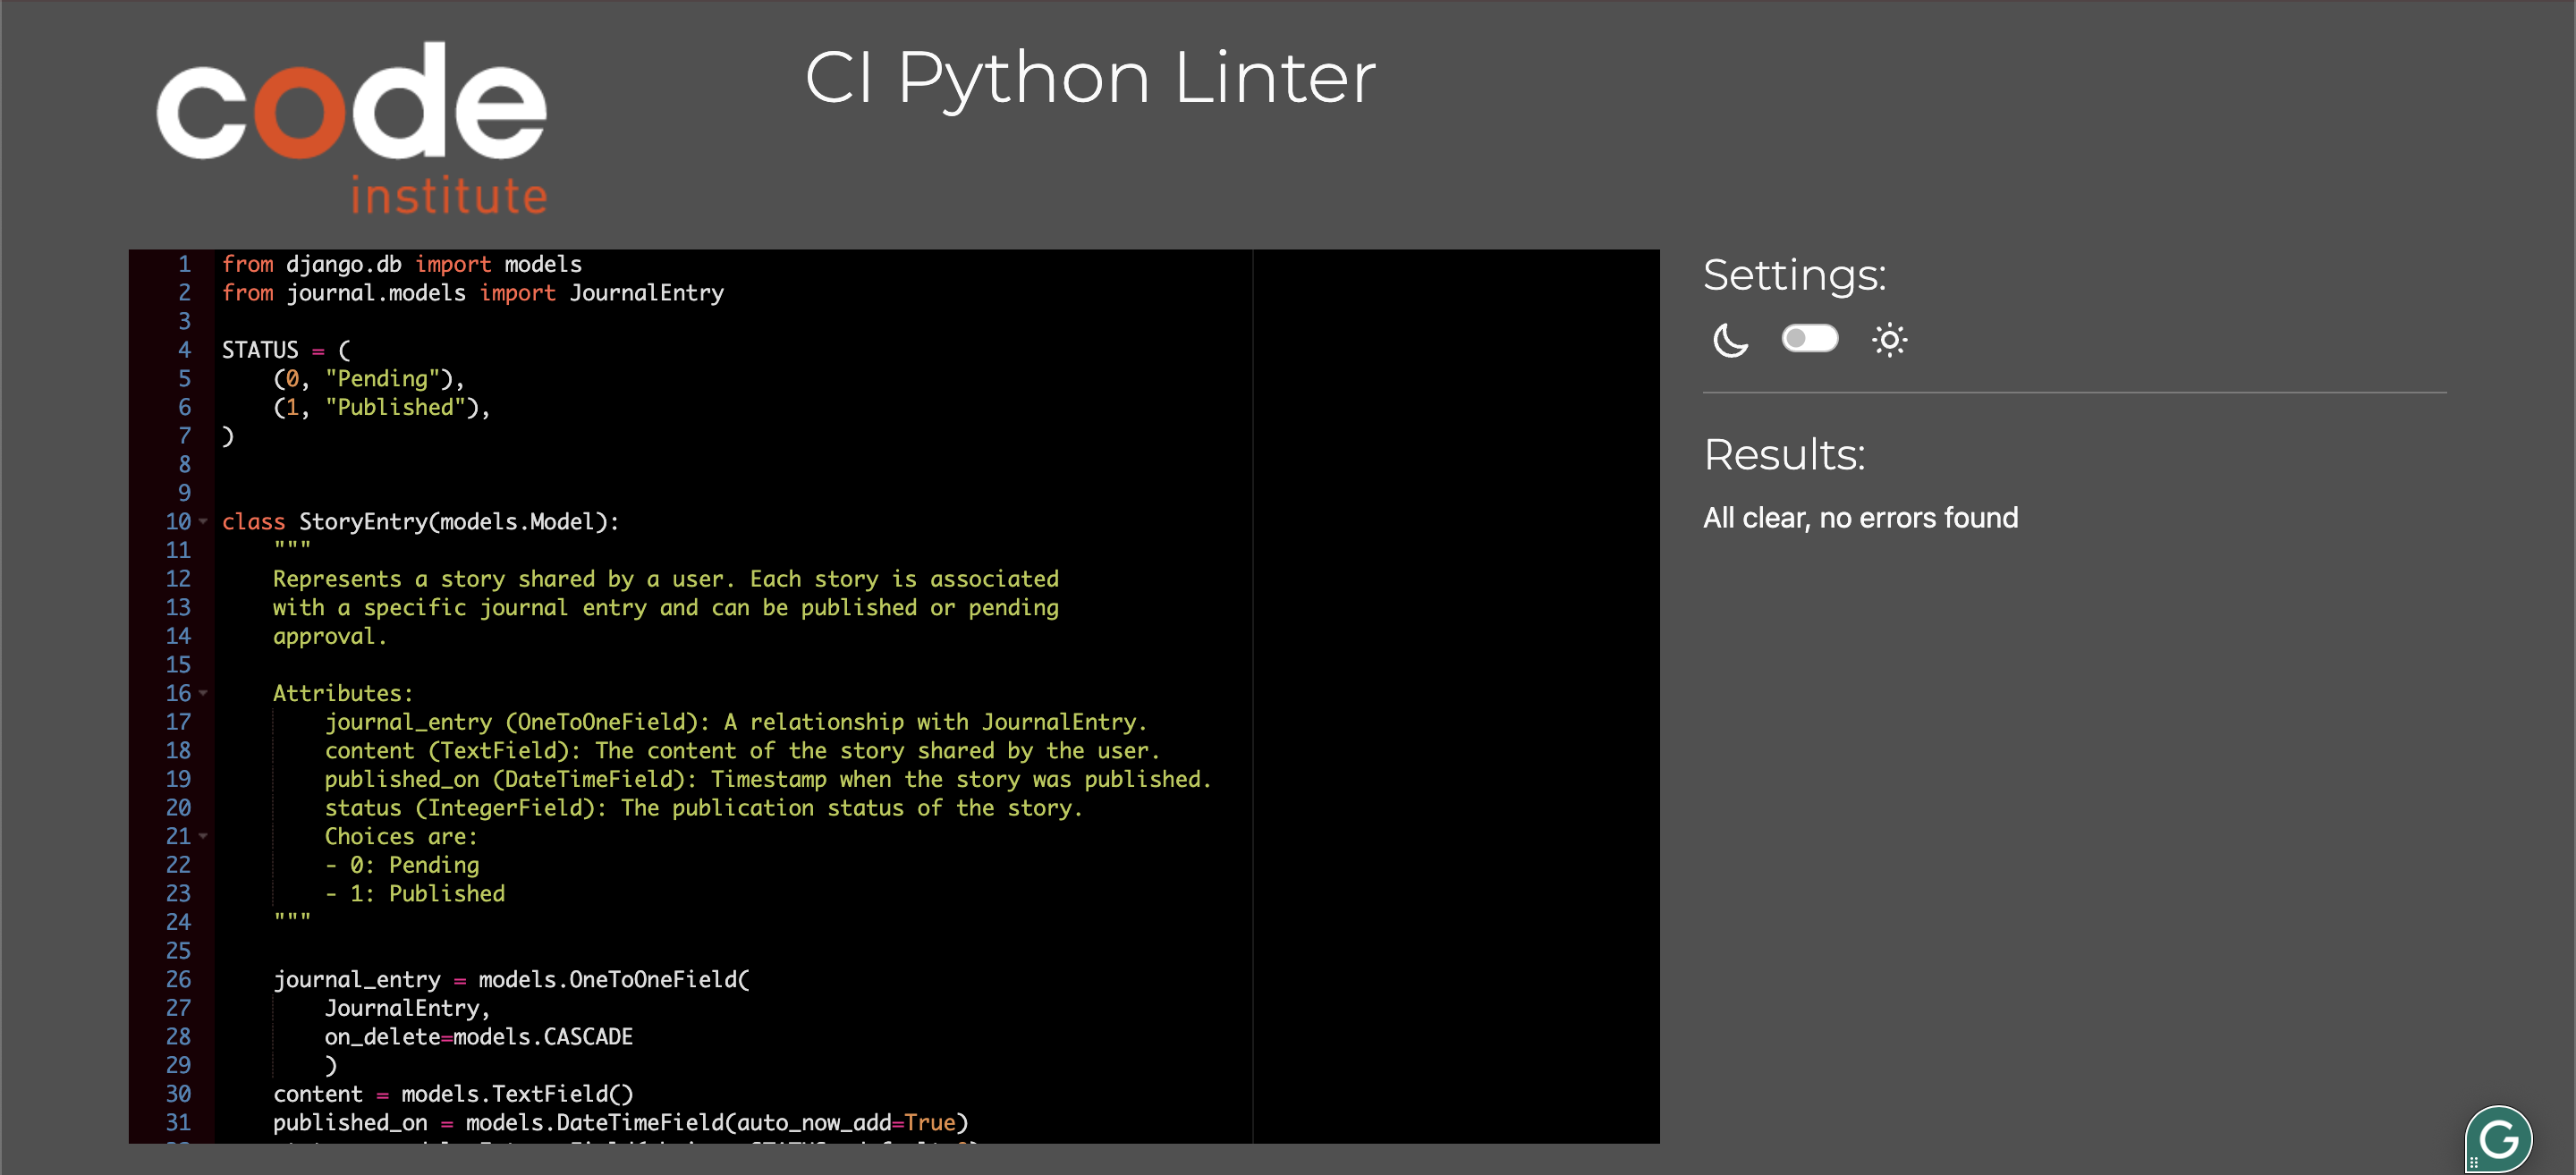 code
institute
CI Python Linter
1 from django.db import models
2 from journal.models import JournalEntry
3
4 STATUS = (
5     (0, "Pending"),
6     (1, "Published"),
7 )
8
9
10 class StoryEntry(models.Model):
11     """
12     Represents a story shared by a user. Each story is associated
13     with a specific journal entry and can be published or pending
14     approval.
15
16     Attributes:
17         journal_entry (OneToOneField): A relationship with JournalEntry.
18         content (TextField): The content of the story shared by the user.
19         published_on (DateTimeField): Timestamp when the story was published.
20         status (IntegerField): The publication status of the story.
21         Choices are:
22         - 0: Pending
23         - 1: Published
24     """
25
26     journal_entry = models.OneToOneField(
27         JournalEntry,
28         on_delete=models.CASCADE
29         )
30     content = models.TextField()
31     published_on = models.DateTimeField(auto_now_add=True)
Settings:
Results:
All clear, no errors found
G